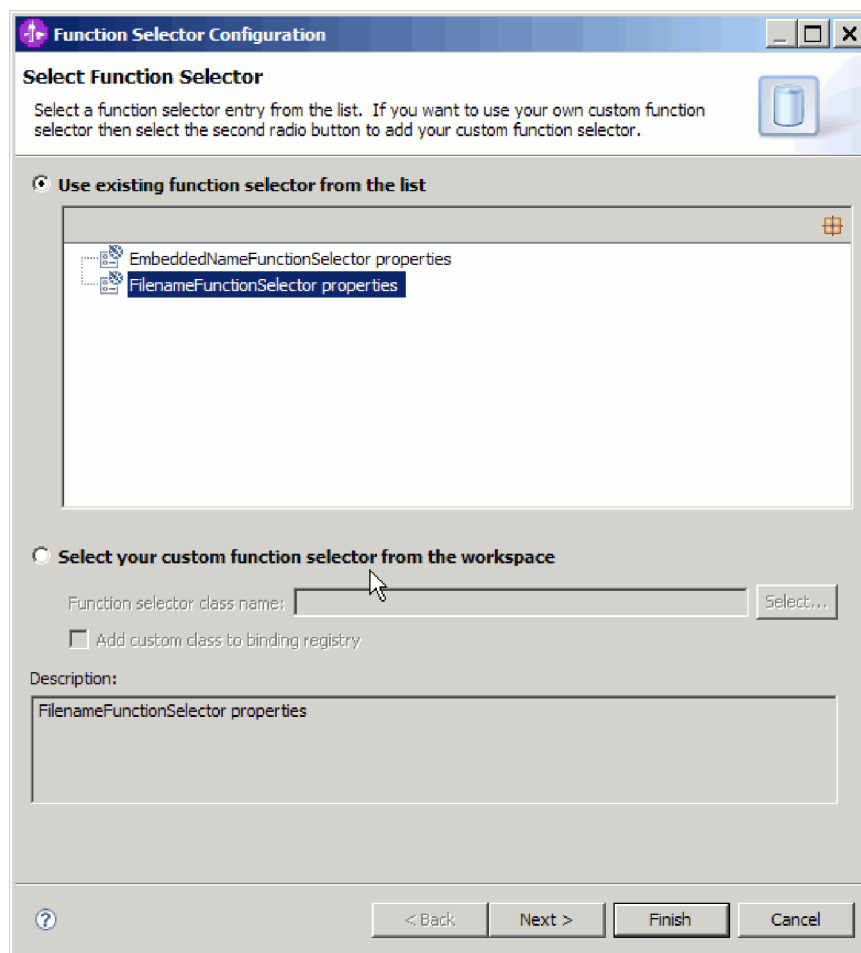 Function Selector Configuration
Select Function Selector
Select a function selector entry from the list. If you want to use your own custom function
selector then select the second radio button to add your custom function selector.
Use existing function selector from the list
EmbeddedNameFunctionSelector properties
FilenameFunctionSelector properties
Select your custom function selector from the workspace
Function selector class name:
Select...
Add custom class to binding registry
Description:
FilenameFunctionSelector properties
< Back
Next >
Finish
Cancel